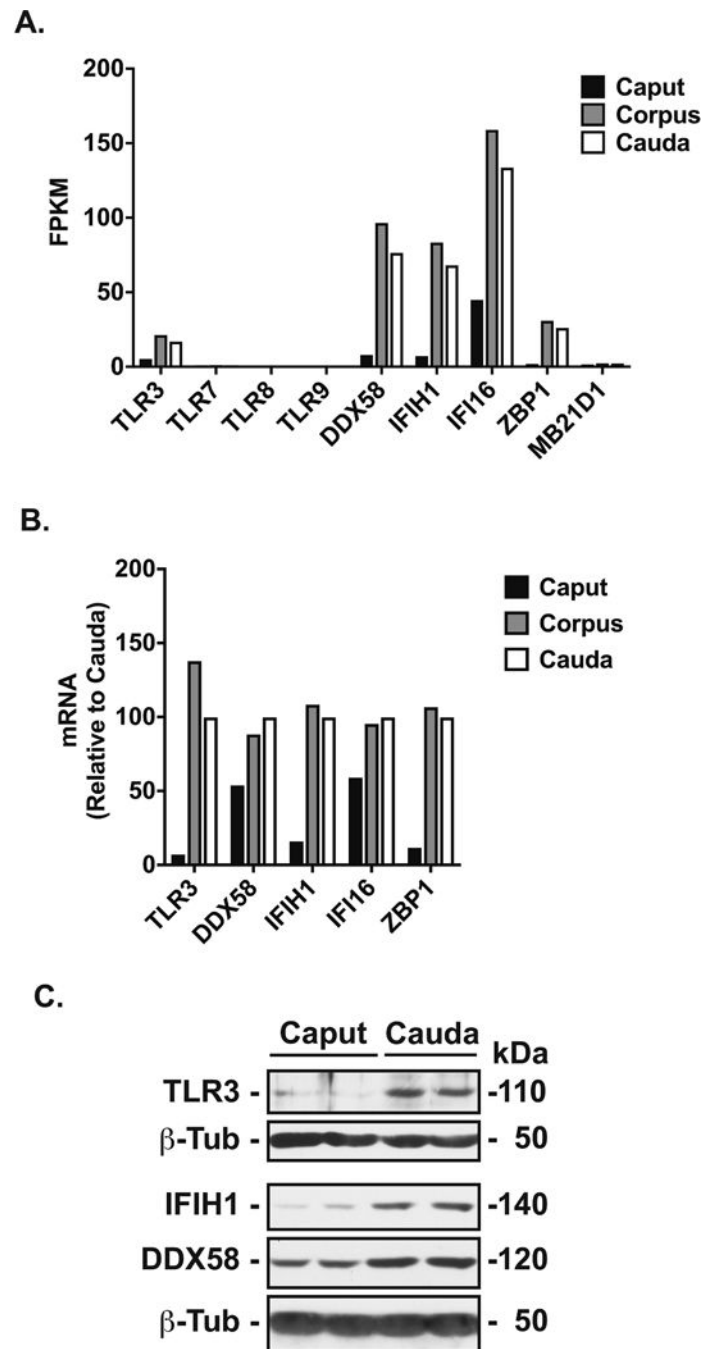 A.
200
150
100
50
0
FPKM
Caput
Corpus
Cauda
TLR3
TLR7
TLR8
TLR9
DDX58
IFIH1
IFI16
ZBP1
MB21D1
B.
200
150
100
50
0
mRNA
(Relative to Cauda)
Caput
Corpus
Cauda
TLR3
DDX58
IFIH1
IFI16
ZBP1
C.
Caput Cauda kDa
TLR3 - -110
β-Tub - - 50
IFIH1 - -140
DDX58 - -120
β-Tub - - 50